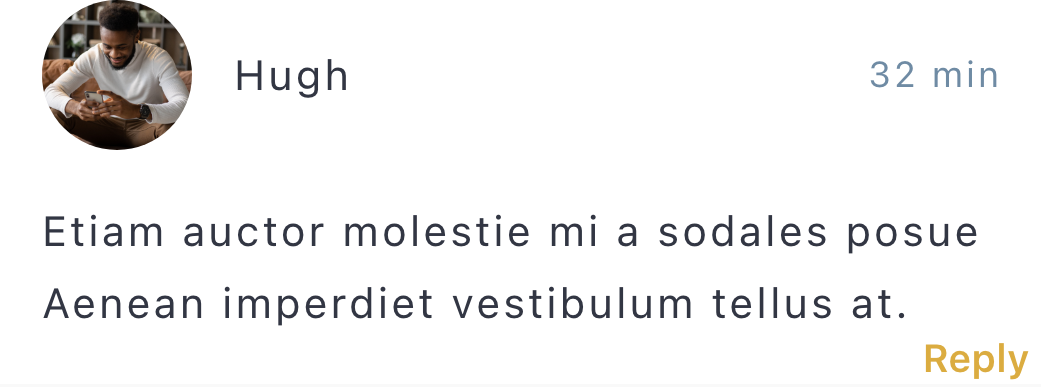 Hugh 32 min
Etiam auctor molestie mi a sodales posue
Aenean imperdiet vestibulum tellus at.
Reply